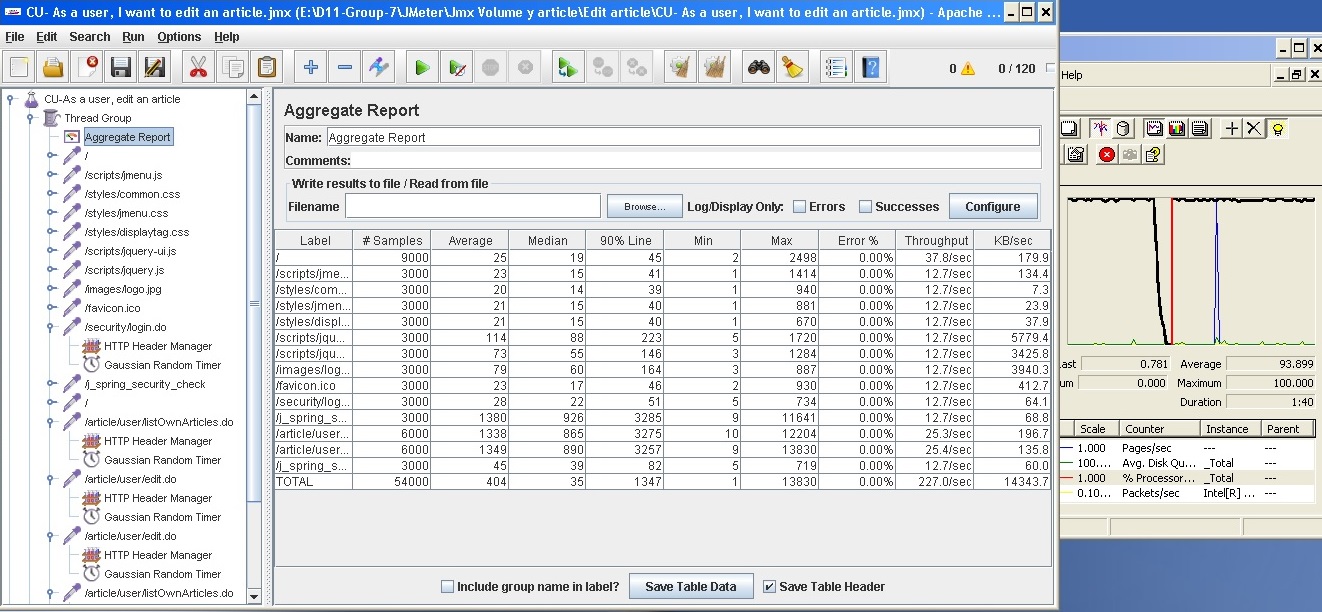 CU- As a user, I want to edit an article.jmx (E:\D11-Group-7\JMeter\Jmx Volume y article\Edit article\CU- As a user, I want to edit an article.jmx) - Apache ...
File Edit Search Run Options Help
0 0 / 120
CU-As a user, edit an article
Thread Group
Aggregate Report
/
/scripts/jmenu.js
/styles/common.css
/styles/jmenu.css
/styles/displaytag.css
/scripts/jquery-ui.js
/scripts/jquery.js
/images/logo.jpg
/favicon.ico
/security/login.do
HTTP Header Manager
Gaussian Random Timer
/j_spring_security_check
/
/article/user/listOwnArticles.do
HTTP Header Manager
Gaussian Random Timer
/article/user/edit.do
HTTP Header Manager
Gaussian Random Timer
/article/user/edit.do
HTTP Header Manager
Gaussian Random Timer
/article/user/listOwnArticles.do
Aggregate Report
Name: Aggregate Report
Comments:
Write results to file / Read from file
Filename Browse... Log/Display Only: Errors Successes Configure
Label # Samples Average Median 90% Line Min Max Error % Throughput KB/sec
/ 9000 25 19 45 2 2498 0.00% 37.8/sec 179.9
/scripts/jme... 3000 23 15 41 1 1414 0.00% 12.7/sec 134.4
/styles/com... 3000 20 14 39 1 940 0.00% 12.7/sec 7.3
/styles/jmen... 3000 21 15 40 1 881 0.00% 12.7/sec 23.9
/styles/displ... 3000 21 15 40 1 670 0.00% 12.7/sec 37.9
/scripts/jqu... 3000 114 88 223 5 1720 0.00% 12.7/sec 5779.4
/scripts/jqu... 3000 73 55 146 3 1284 0.00% 12.7/sec 3425.8
/images/log... 3000 79 60 164 3 887 0.00% 12.7/sec 3940.3
/favicon.ico 3000 23 17 46 2 930 0.00% 12.7/sec 412.7
/security/log... 3000 28 22 51 5 734 0.00% 12.7/sec 64.1
/j_spring_s... 3000 1380 926 3285 9 11641 0.00% 12.7/sec 68.8
/article/user... 6000 1338 865 3275 10 12204 0.00% 25.3/sec 196.7
/article/user... 6000 1349 890 3257 9 13830 0.00% 25.4/sec 135.8
/j_spring_s... 3000 45 39 82 5 719 0.00% 12.7/sec 60.0
TOTAL 54000 404 35 1347 1 13830 0.00% 227.0/sec 14343.7
Include group name in label? Save Table Data Save Table Header
Help
ast 0.781 Average 93.899
um 0.000 Maximum 100.000
Duration 1:40
Scale Counter Instance Parent
1.000 Pages/sec --- ---
100.... Avg. Disk Qu... _Total ---
1.000 % Processor... _Total ---
0.10... Packets/sec Intel[R] ... ---